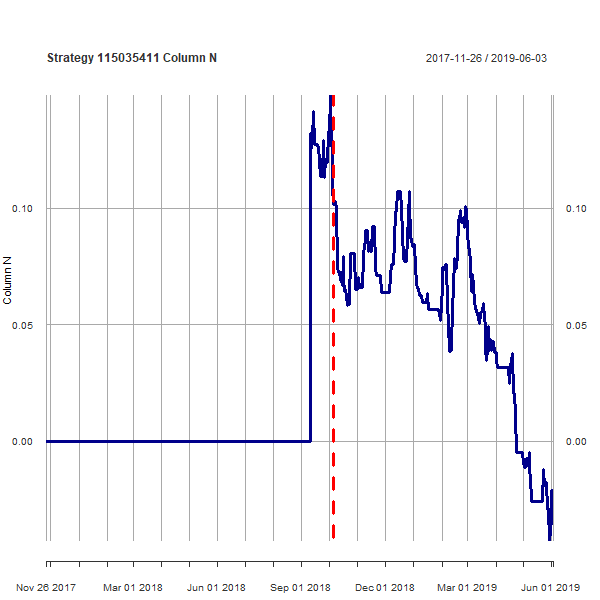 Strategy 115035411 Column N
2017-11-26 / 2019-06-03
Column N
0.10
0.05
0.00
0.10
0.05
0.00
Nov 26 2017
Mar 01 2018
Jun 01 2018
Sep 01 2018
Dec 01 2018
Mar 01 2019
Jun 01 2019